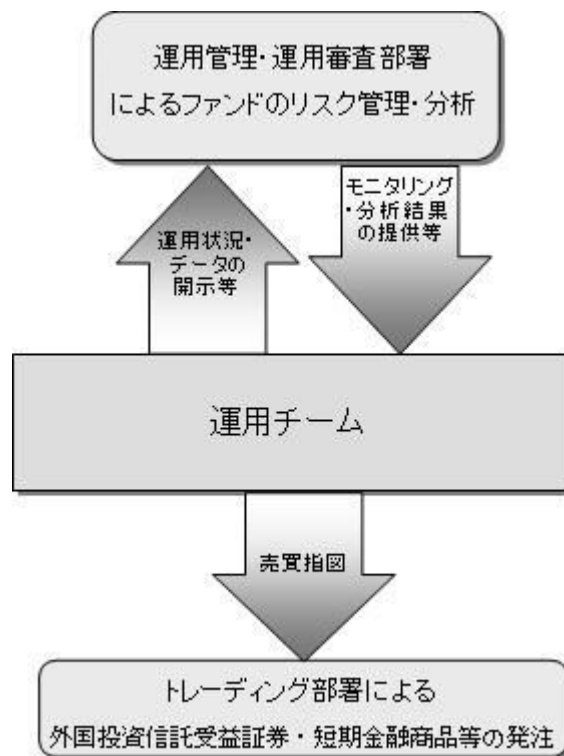 運用管理・運用審査部署
によるファンドのリスク管理・分析
運用状況・
データの
開示等
モニタリング
・分析結果
の提供等
運用チーム
売買指図
トレーディング部署による
外国投資信託受益証券・短期金融商品等の発注